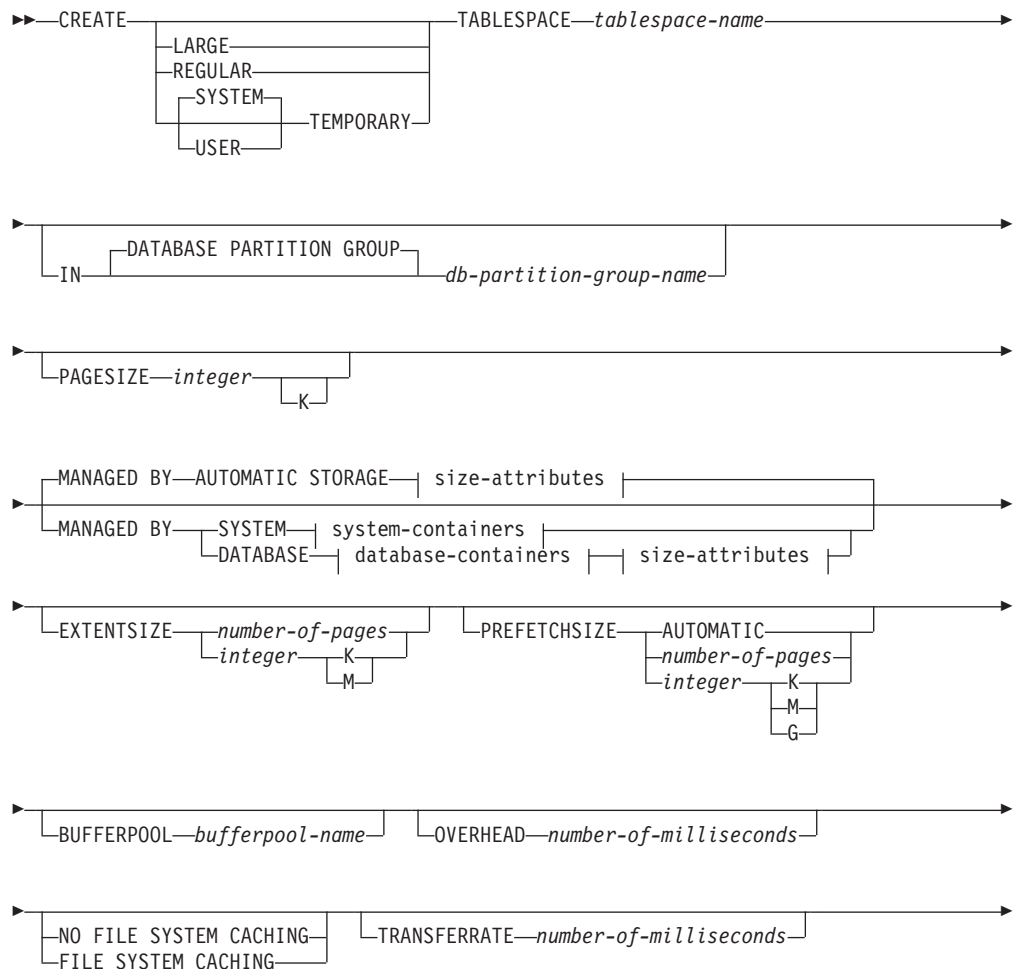 CREATE TABLESPACE tablespace-name
LARGE
REGULAR
SYSTEM
TEMPORARY
USER
DATABASE PARTITION GROUP
IN db-partition-group-name
PAGESIZE integer
K
MANAGED BY AUTOMATIC STORAGE size-attributes
MANAGED BY SYSTEM system-containers
DATABASE database-containers size-attributes
EXTENTSIZE number-of-pages PREFETCHSIZE AUTOMATIC
integer K number-of-pages
M integer K
M
G
BUFFERPOOL bufferpool-name OVERHEAD number-of-milliseconds
NO FILE SYSTEM CACHING TRANSFERRATE number-of-milliseconds
FILE SYSTEM CACHING